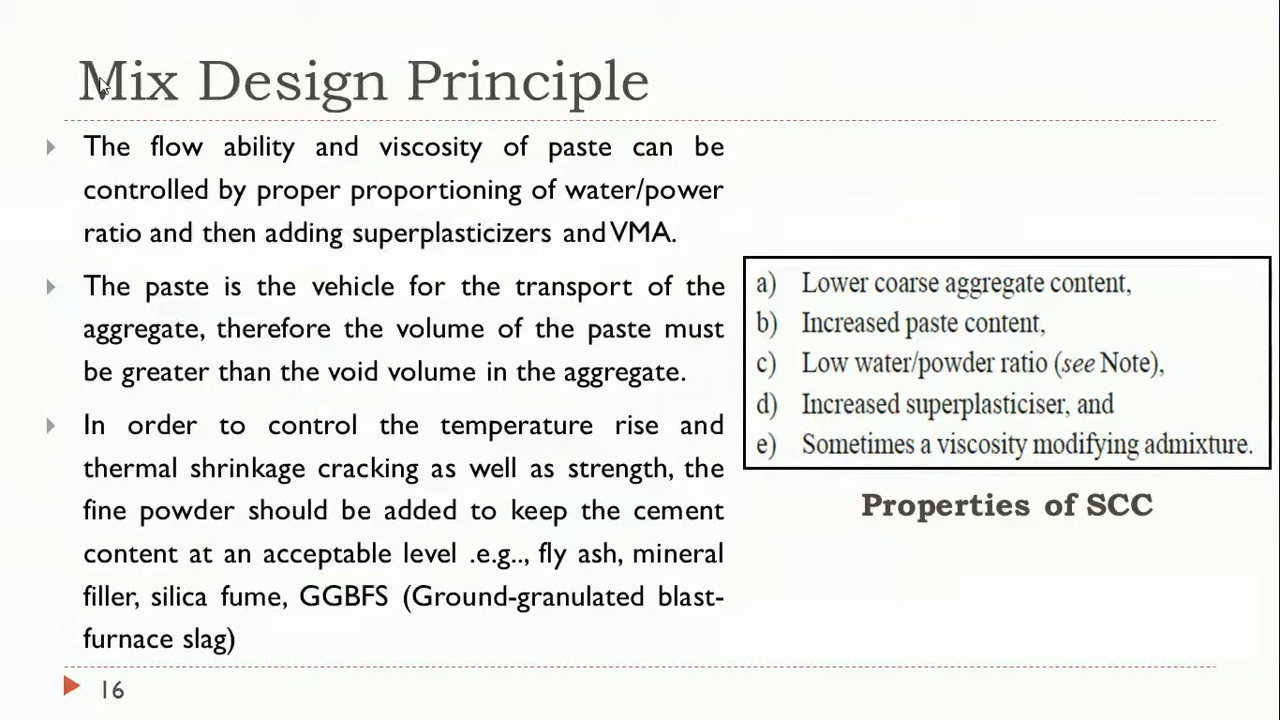 Mix Design Principle
The flow ability and viscosity of paste can be
controlled by proper proportioning of water/power
ratio and then adding superplasticizers and VMA.
The paste is the vehicle for the transport of the
aggregate, therefore the volume of the paste must
be greater than the void volume in the aggregate.
In order to control the temperature rise and
thermal shrinkage cracking as well as strength, the
fine powder should be added to keep the cement
content at an acceptable level .e.g.., fly ash, mineral
filler, silica fume, GGBFS (Ground-granulated blast-
furnace slag)
a) Lower coarse aggregate content,
b) Increased paste content,
c) Low water/powder ratio (see Note),
d) Increased superplasticiser, and
e) Sometimes a viscosity modifying admixture.
Properties of SCC
16